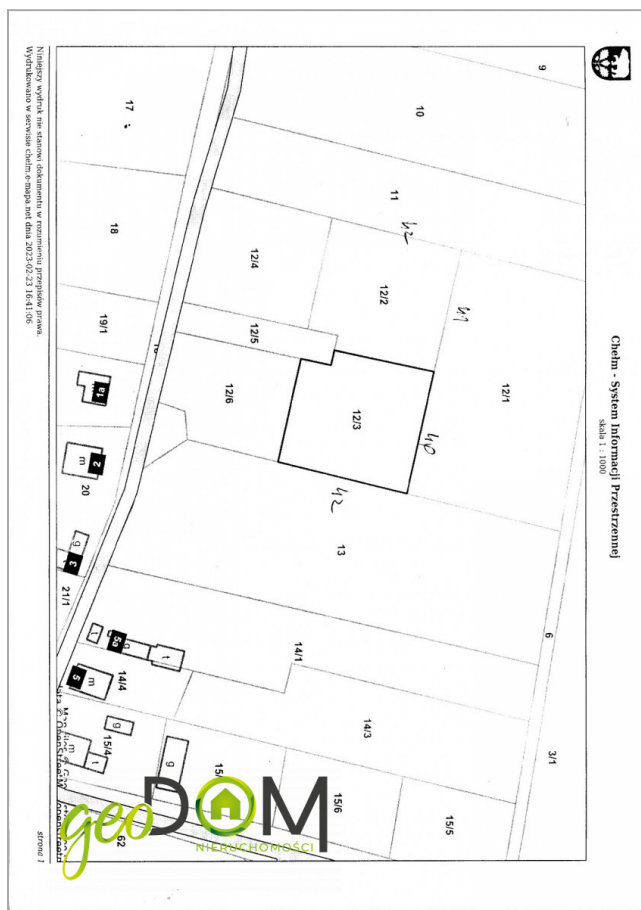 Chełm - System Informacji Przestrzennej
skala 1 : 1000
9
10
11
42
12/4
12/2
41
12/1
12/5
12/6
12/3
40
42
13
6
3/1
14/1
14/3
14/4
15/4
15/6
15/5
62
17
18
19/1
1a
2
m
20
g
3
21/1
t
5a
g
t
5
m
g
m
t
g
geoDOM
NIERUCHOMOŚCI
Niniejszy wydruk nie stanowi dokumentu w rozumieniu przepisów prawa.
Wydrukowano w serwisie chelm.e-mapa.net dnia 2023-02-23 16:41:06
strona 1